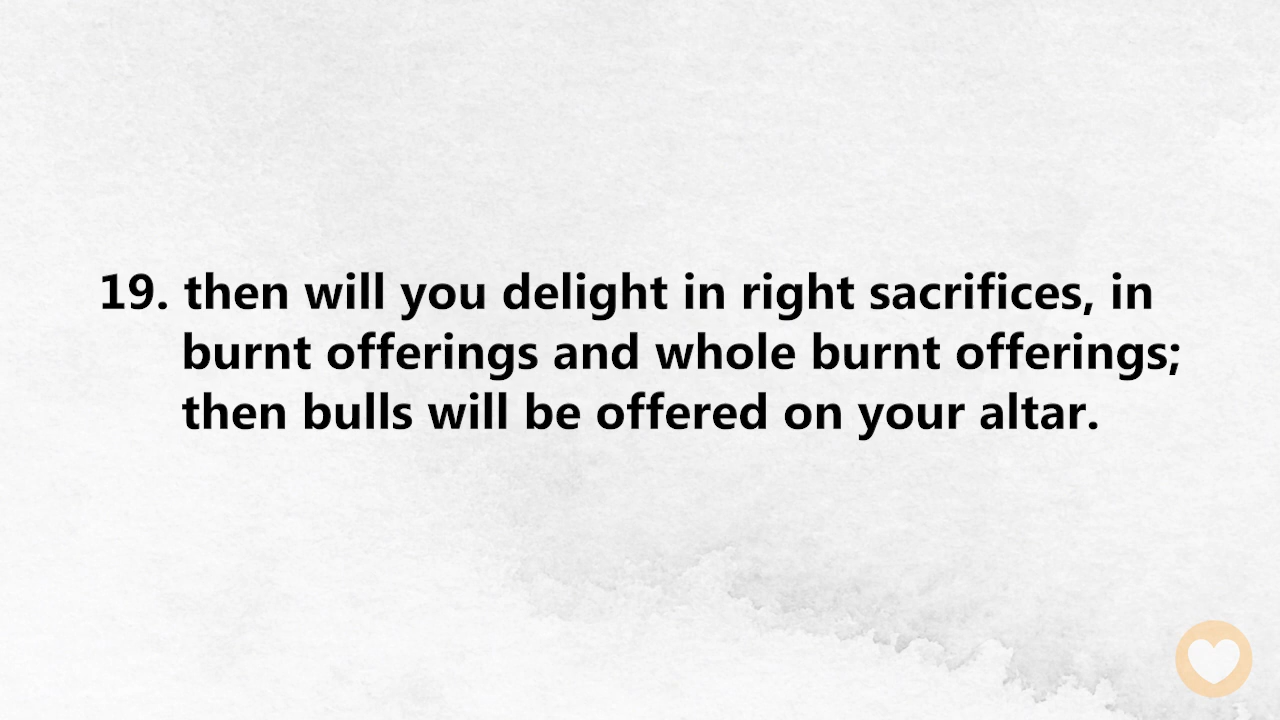 19. then will you delight in right sacrifices, in
burnt offerings and whole burnt offerings;
then bulls will be offered on your altar.